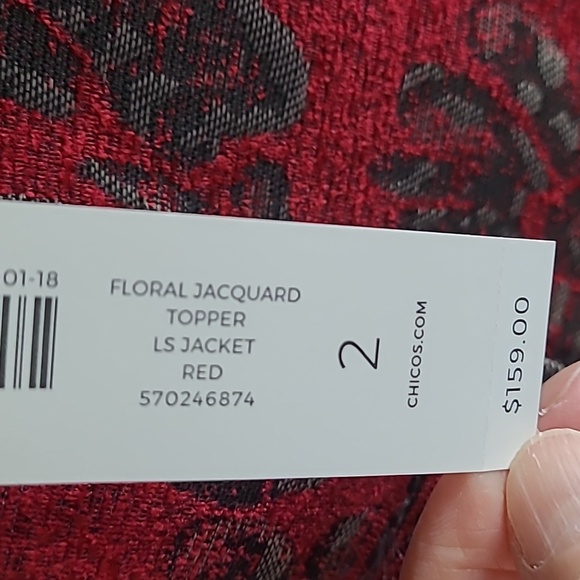 01-18
FLORAL JACQUARD
TOPPER
LS JACKET
RED
570246874
2
CHICOS.COM
$159.00